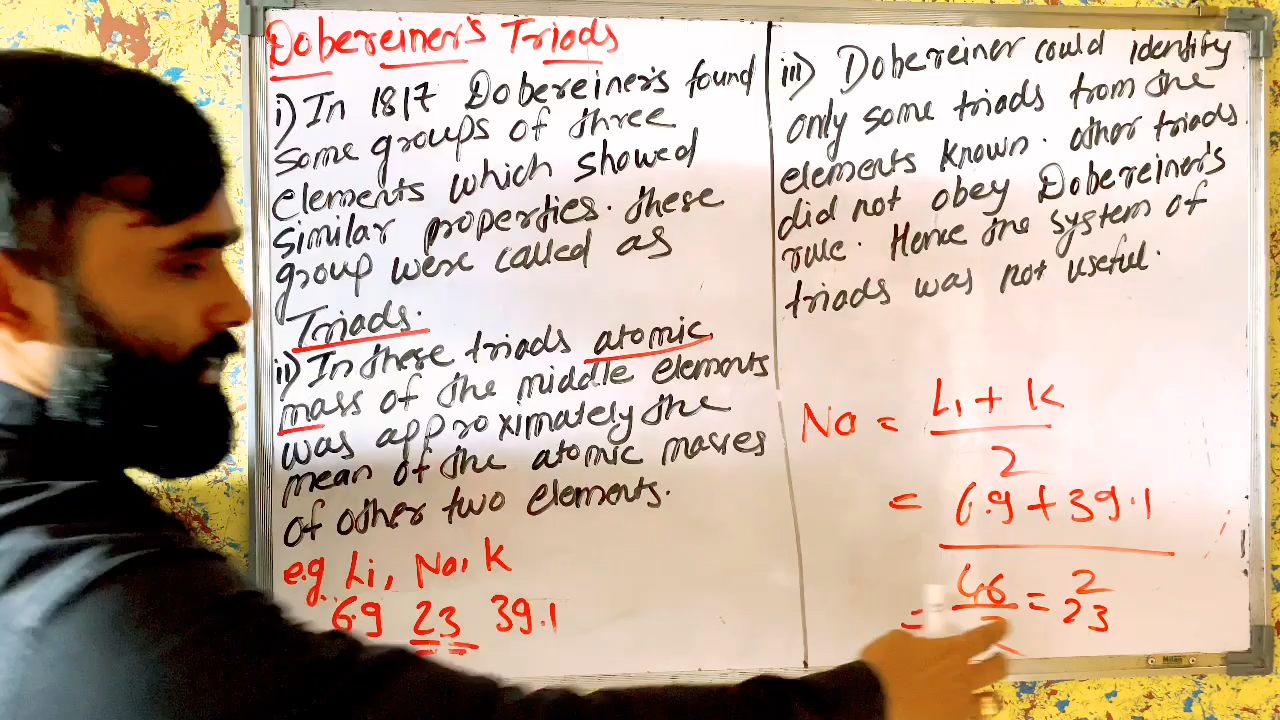 Dobereiner's Triads
i) In 1817 Dobereiner's found
some groups of three
elements which showed
similar properties. these
group were called as
Triads.
ii) In these triads atomic
mass of the middle elements
was approximately the
mean of the atomic masses
of other two elements.
e.g. Li, Na, K
6.9 23 39.1
iii) Dobereiner could identify
only some triads from the
elements known. other triads
did not obey Dobereiner's
rule. Hence the system of
triads was not useful.
Na = Li + K
2
= 6.9 + 39.1
2
= 46 = 23